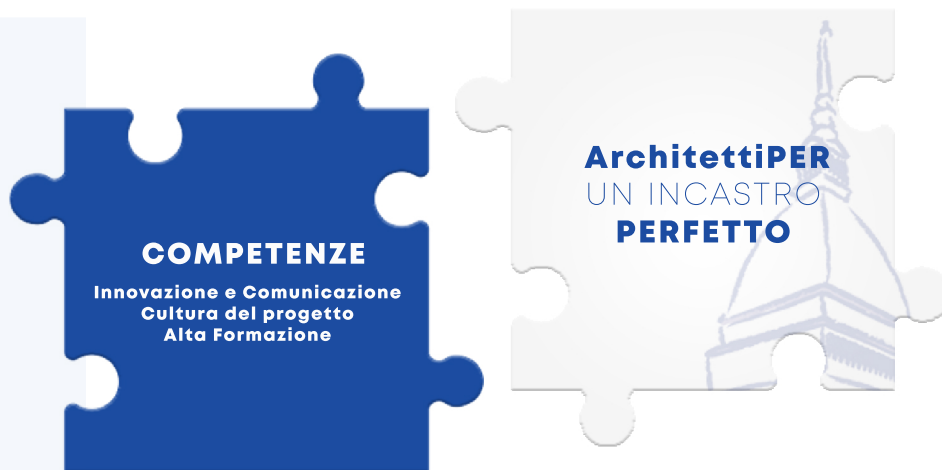 COMPETENZE
Innovazione e Comunicazione
Cultura del progetto
Alta Formazione
ArchitettiPER
UN INCASTRO
PERFETTO